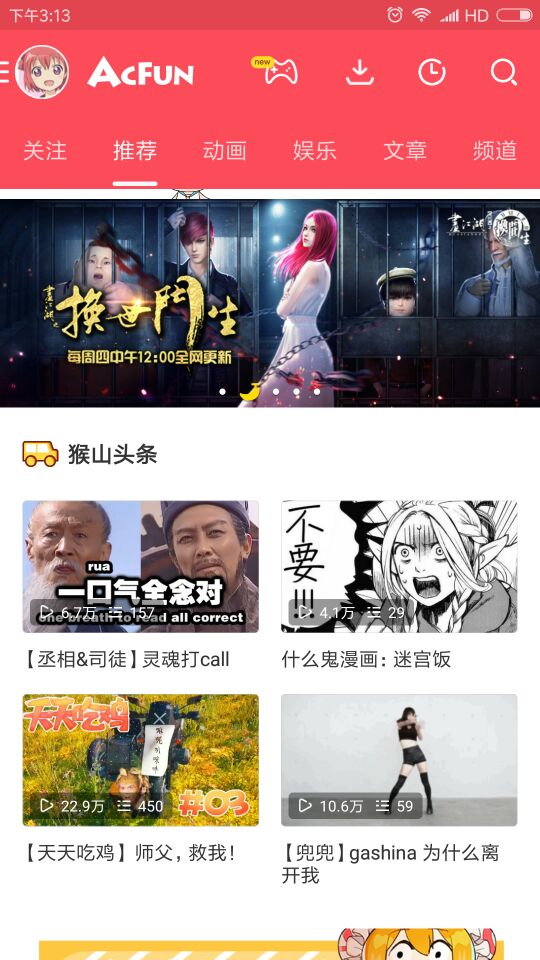 下午3:13
HD
ACFUN
new
关注
推荐
动画
娱乐
文章
频道
画江湖之
换世门生
每周四中午12:00全网更新
猴山头条
rua
一口气全念对
one breath to read all correct
6.7万
157
不要!!!
4.1万
29
【丞相&司徒】灵魂打call
什么鬼漫画：迷宫饭
天天吃鸡
#03
22.9万
450
10.6万
59
【天天吃鸡】师父，救我！
【兜兜】gashina 为什么离
开我